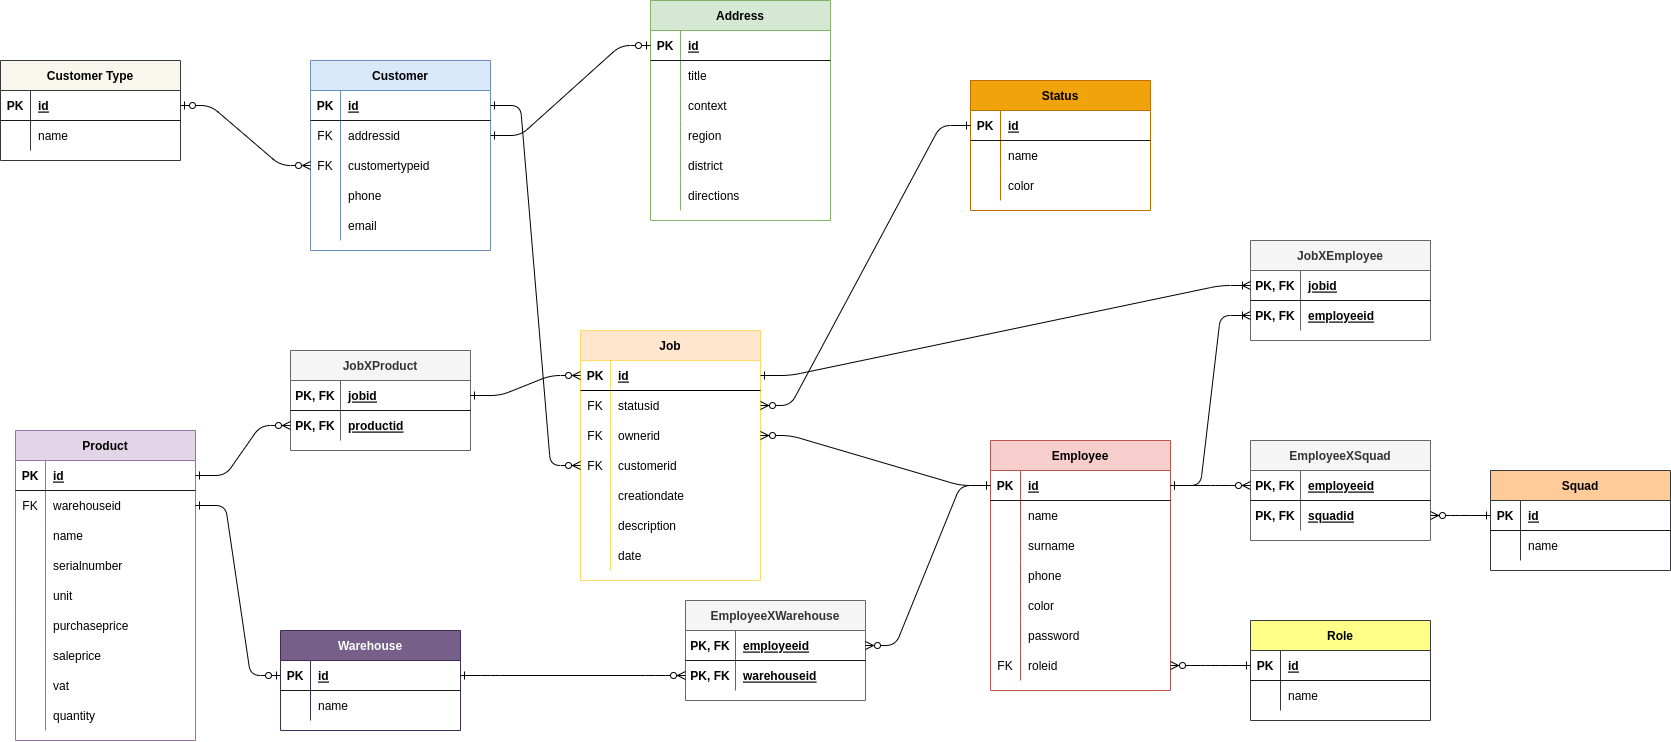 Customer Type
PK id
name
Customer
PK id
FK addressid
FK customertypeid
phone
email
Address
PK id
title
context
region
district
directions
Status
PK id
name
color
JobXEmployee
PK, FK jobid
PK, FK employeeid
JobXProduct
PK, FK jobid
PK, FK productid
Job
PK id
FK statusid
FK ownerid
FK customerid
creationdate
description
date
Product
PK id
FK warehouseid
name
serialnumber
unit
purchaseprice
saleprice
vat
quantity
Employee
PK id
name
surname
phone
color
password
FK roleid
EmployeeXSquad
PK, FK employeeid
PK, FK squadid
Squad
PK id
name
Warehouse
PK id
name
EmployeeXWarehouse
PK, FK employeeid
PK, FK warehouseid
Role
PK id
name